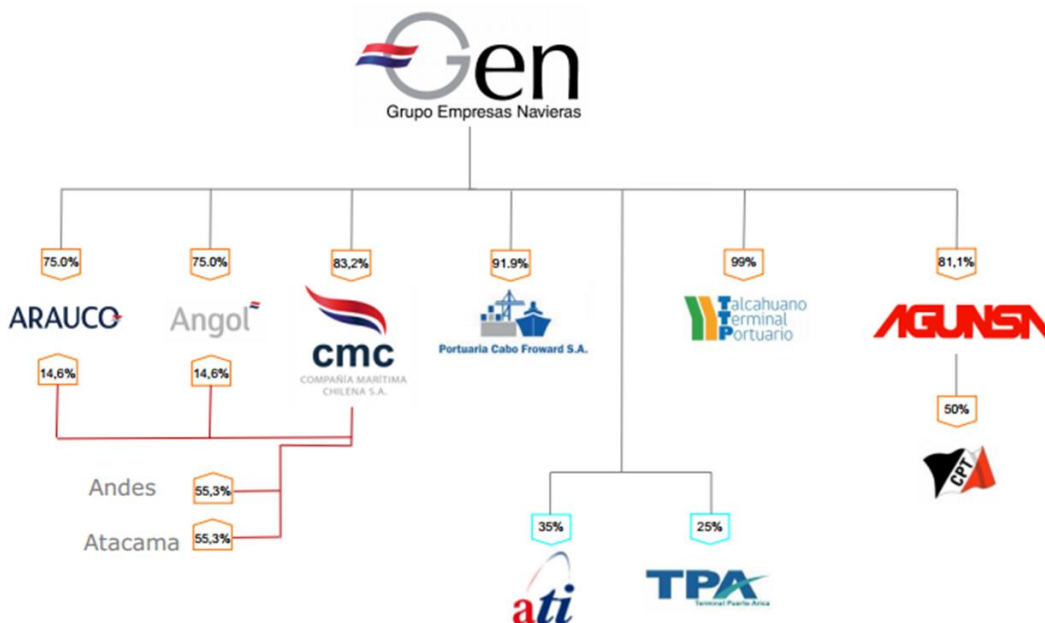 Gen
Grupo Empresas Navieras
75.0%
75.0%
83,2%
91.9%
99%
81,1%
ARAUCO
Angol
cmc
COMPAÑÍA MARÍTIMA
CHILENA S.A.
Portuaria Cabo Froward S.A.
Talcahuano
Terminal
Portuario
AGUNSA
14,6%
14,6%
50%
CPT
Andes
55,3%
Atacama
55,3%
35%
25%
ati
TPA
Terminal Puerto Arica